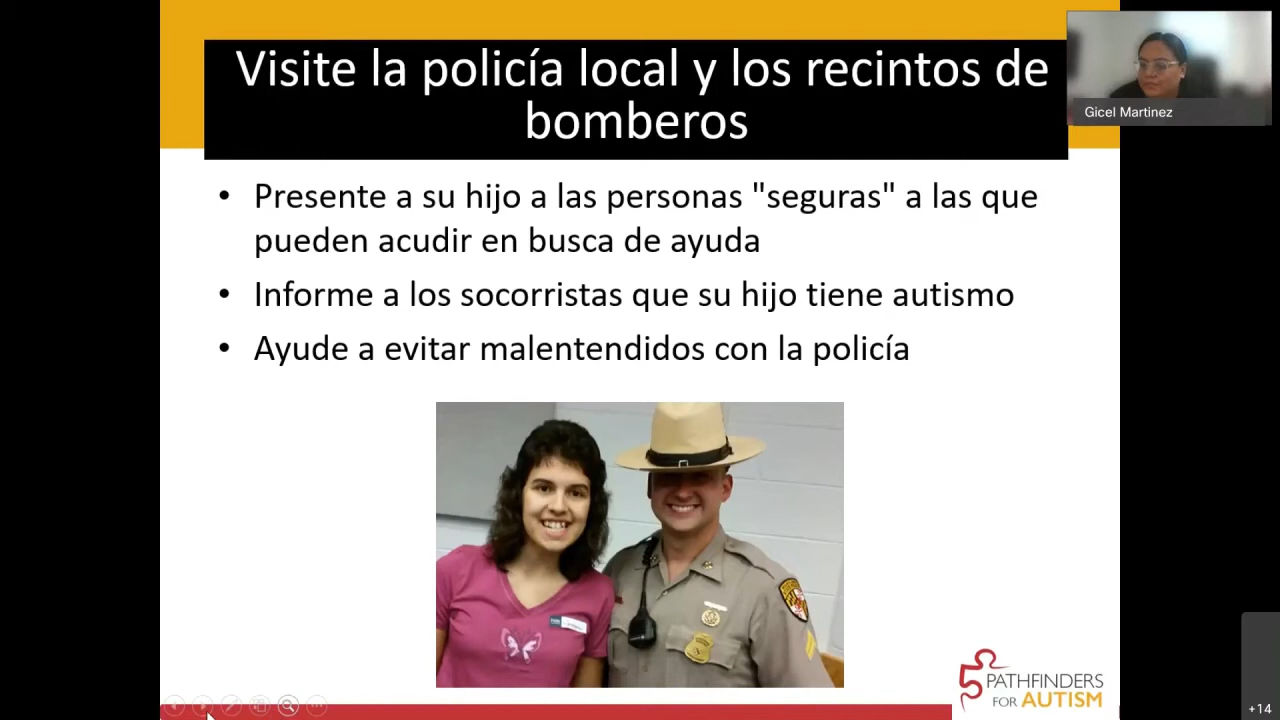 Visite la policía local y los recintos de
bomberos
Gicel Martinez
• Presente a su hijo a las personas "seguras" a las que
pueden acudir en busca de ayuda
• Informe a los socorristas que su hijo tiene autismo
• Ayude a evitar malentendidos con la policía
PATHFINDERS
FOR AUTISM
+14